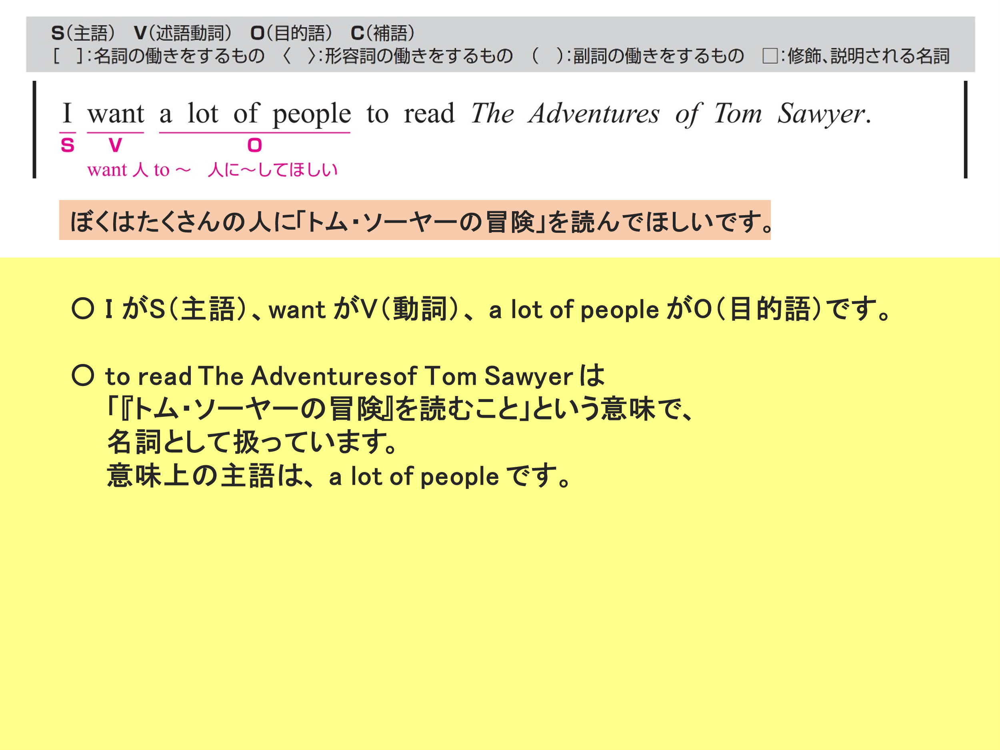 S（主語）　V（述語動詞）　O（目的語）　C（補語）
［　］：名詞の働きをするもの　〈　〉：形容詞の働きをするもの　（　）：副詞の働きをするもの　□：修飾、説明される名詞
I want a lot of people to read The Adventures of Tom Sawyer.
S V O
want 人 to ～　人に～してほしい
ぼくはたくさんの人に「トム・ソーヤーの冒険」を読んでほしいです。
○ I がS（主語）、want がV（動詞）、a lot of people がO（目的語）です。
○ to read The Adventuresof Tom Sawyer は
「『トム・ソーヤーの冒険』を読むこと」という意味で、
名詞として扱っています。
意味上の主語は、a lot of people です。